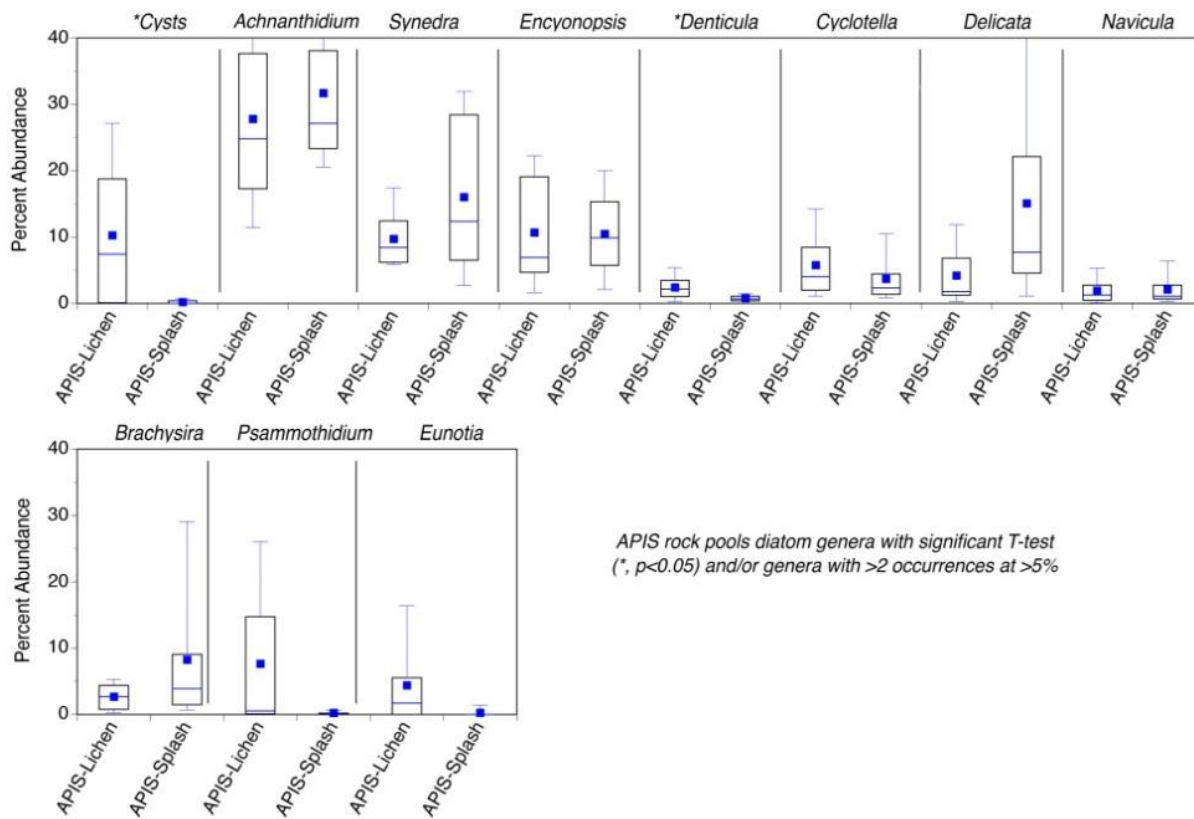 *Cysts Achnanthidium Synedra Encyonopsis *Denticula Cyclotella Delicata Navicula
40
30
20
10
0
Percent Abundance
APIS-Lichen APIS-Splash APIS-Lichen APIS-Splash APIS-Lichen APIS-Splash APIS-Lichen APIS-Splash APIS-Lichen APIS-Splash APIS-Lichen APIS-Splash APIS-Lichen APIS-Splash APIS-Lichen APIS-Splash
Brachysira Psammothidium Eunotia
40
30
20
10
0
Percent Abundance
APIS-Lichen APIS-Splash APIS-Lichen APIS-Splash APIS-Lichen APIS-Splash
APIS rock pools diatom genera with significant T-test
(*, p<0.05) and/or genera with >2 occurrences at >5%